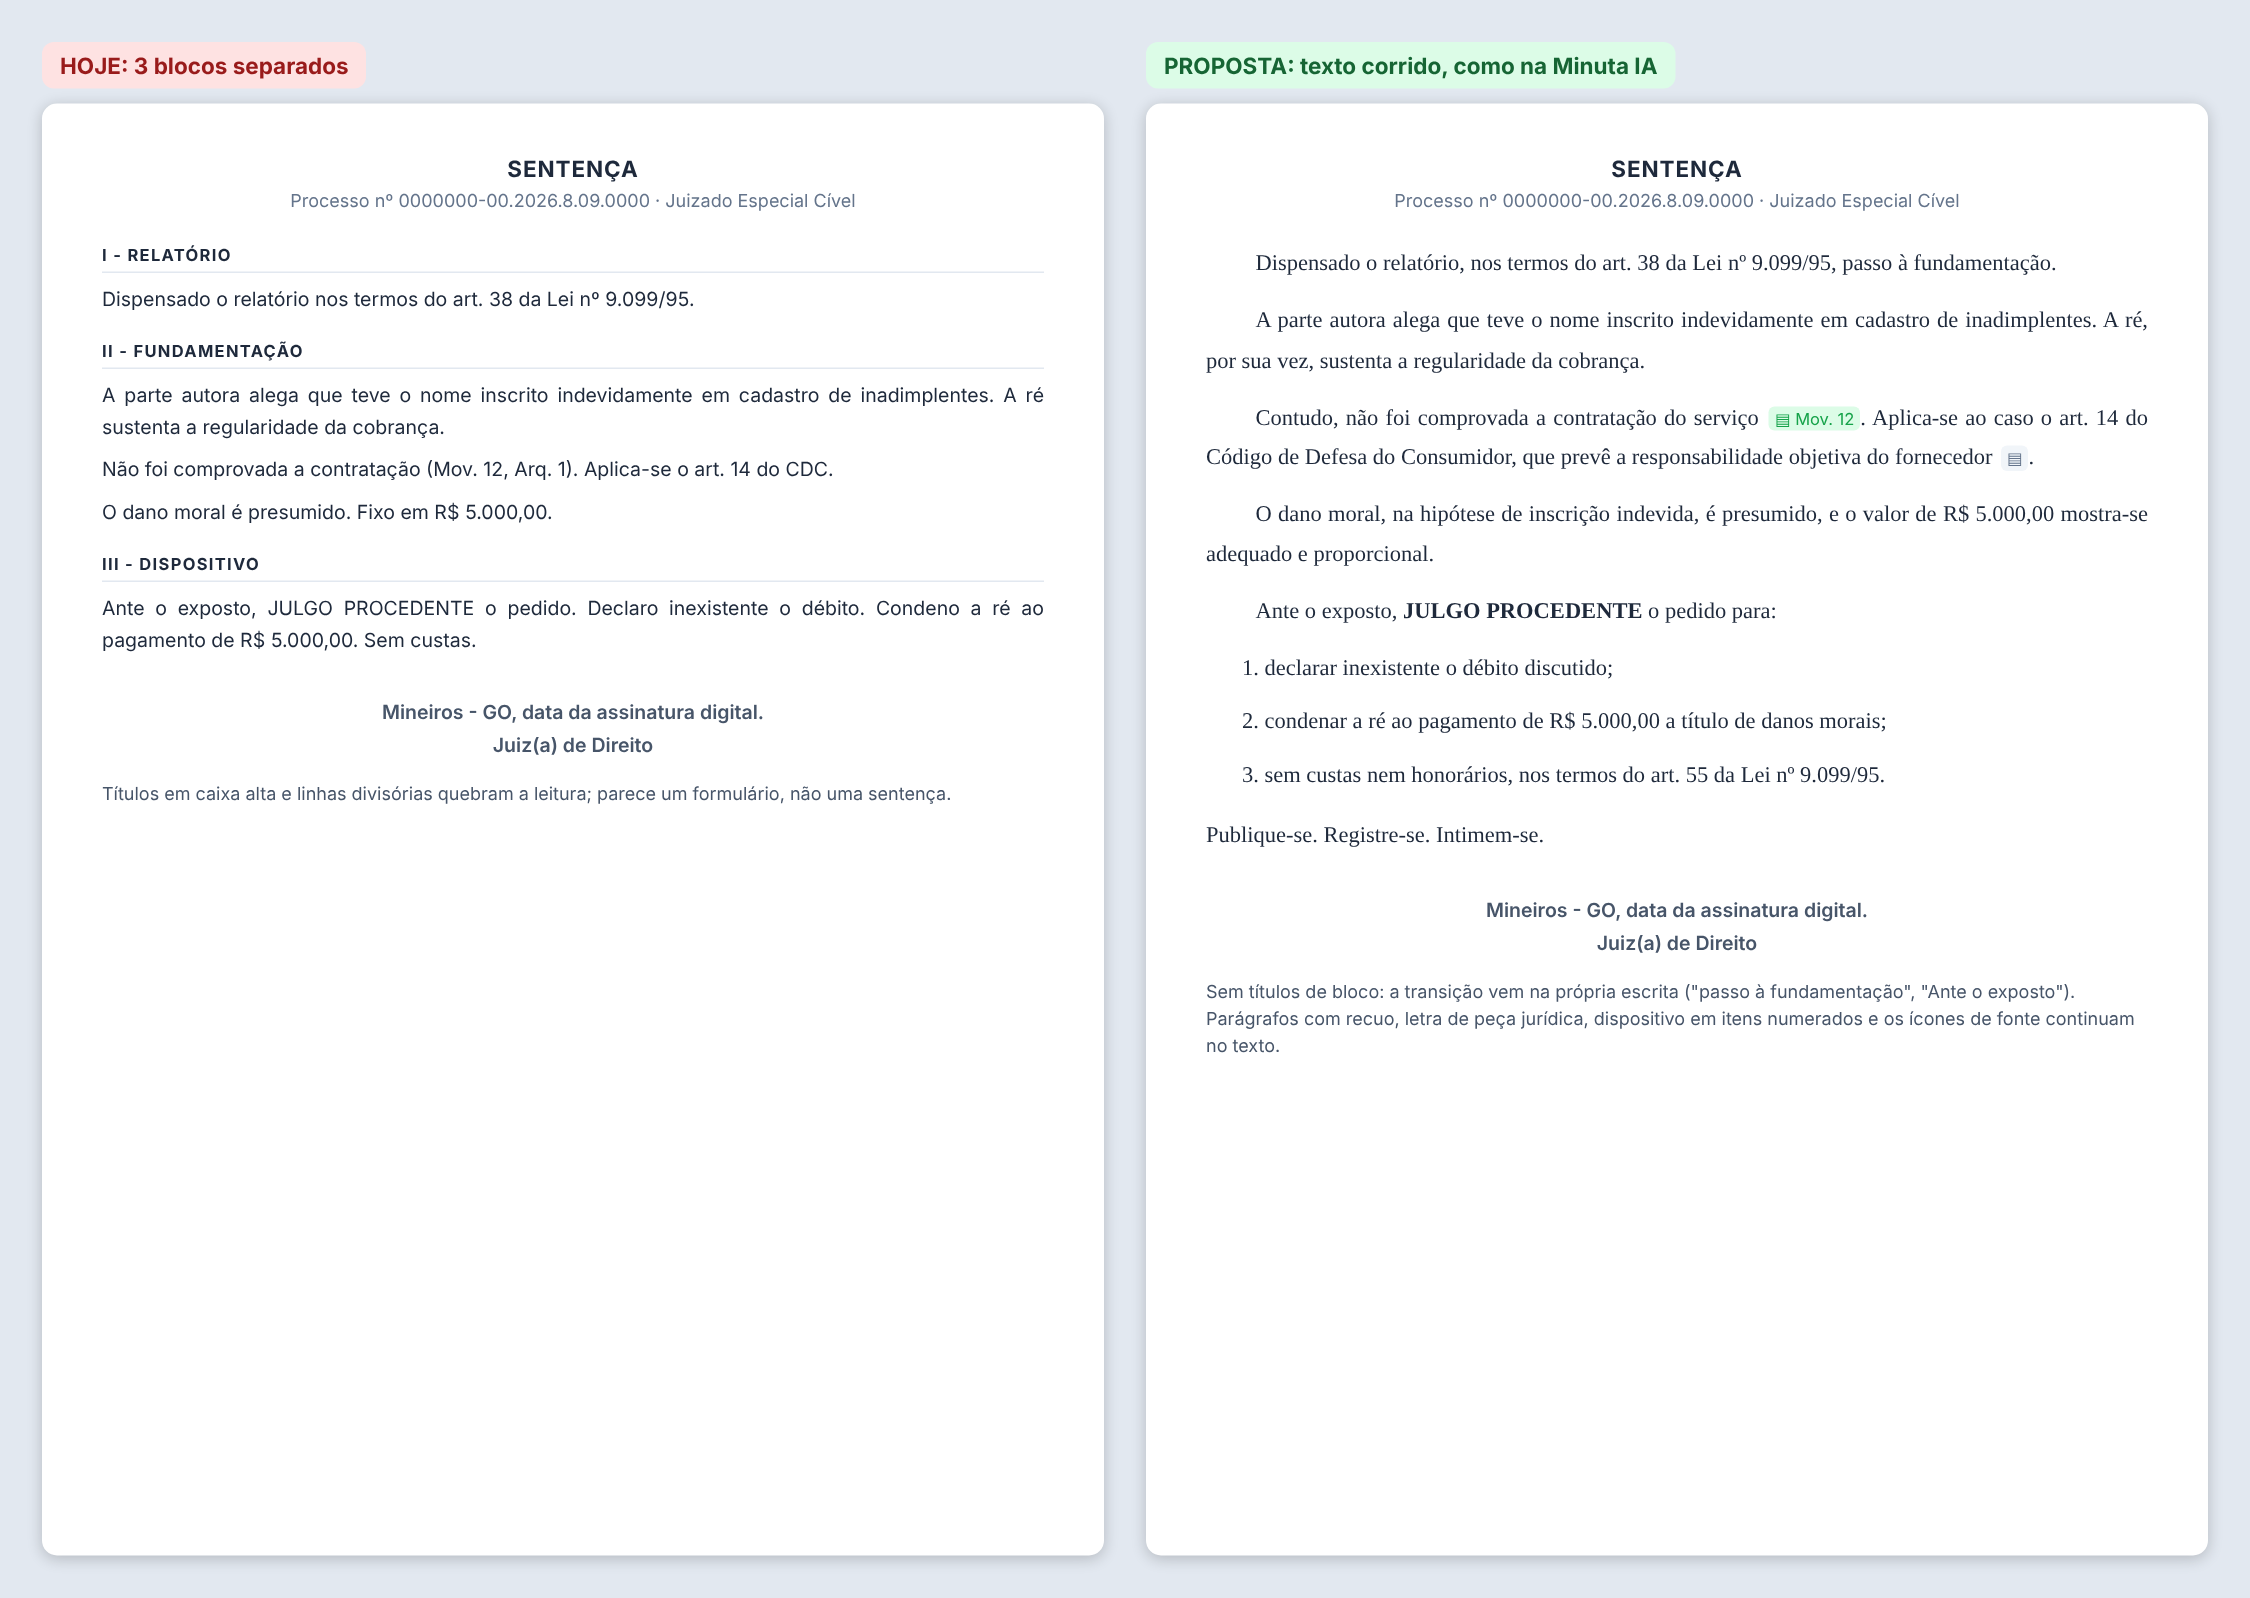 HOJE: 3 blocos separados
SENTENÇA
Processo nº 0000000-00.2026.8.09.0000 · Juizado Especial Cível
I - RELATÓRIO
Dispensado o relatório nos termos do art. 38 da Lei nº 9.099/95.
II - FUNDAMENTAÇÃO
A parte autora alega que teve o nome inscrito indevidamente em cadastro de inadimplentes. A ré
sustenta a regularidade da cobrança.
Não foi comprovada a contratação (Mov. 12, Arq. 1). Aplica-se o art. 14 do CDC.
O dano moral é presumido. Fixo em R$ 5.000,00.
III - DISPOSITIVO
Ante o exposto, JULGO PROCEDENTE o pedido. Declaro inexistente o débito. Condeno a ré ao
pagamento de R$ 5.000,00. Sem custas.
Mineiros - GO, data da assinatura digital.
Juiz(a) de Direito
Títulos em caixa alta e linhas divisórias quebram a leitura; parece um formulário, não uma sentença.
PROPOSTA: texto corrido, como na Minuta IA
SENTENÇA
Processo nº 0000000-00.2026.8.09.0000 · Juizado Especial Cível
Dispensado o relatório, nos termos do art. 38 da Lei nº 9.099/95, passo à fundamentação.
A parte autora alega que teve o nome inscrito indevidamente em cadastro de inadimplentes. A ré,
por sua vez, sustenta a regularidade da cobrança.
Contudo, não foi comprovada a contratação do serviço ▤ Mov. 12. Aplica-se ao caso o art. 14 do
Código de Defesa do Consumidor, que prevê a responsabilidade objetiva do fornecedor ▤.
O dano moral, na hipótese de inscrição indevida, é presumido, e o valor de R$ 5.000,00 mostra-se
adequado e proporcional.
Ante o exposto, JULGO PROCEDENTE o pedido para:
1. declarar inexistente o débito discutido;
2. condenar a ré ao pagamento de R$ 5.000,00 a título de danos morais;
3. sem custas nem honorários, nos termos do art. 55 da Lei nº 9.099/95.
Publique-se. Registre-se. Intimem-se.
Mineiros - GO, data da assinatura digital.
Juiz(a) de Direito
Sem títulos de bloco: a transição vem na própria escrita ("passo à fundamentação", "Ante o exposto").
Parágrafos com recuo, letra de peça jurídica, dispositivo em itens numerados e os ícones de fonte continuam
no texto.